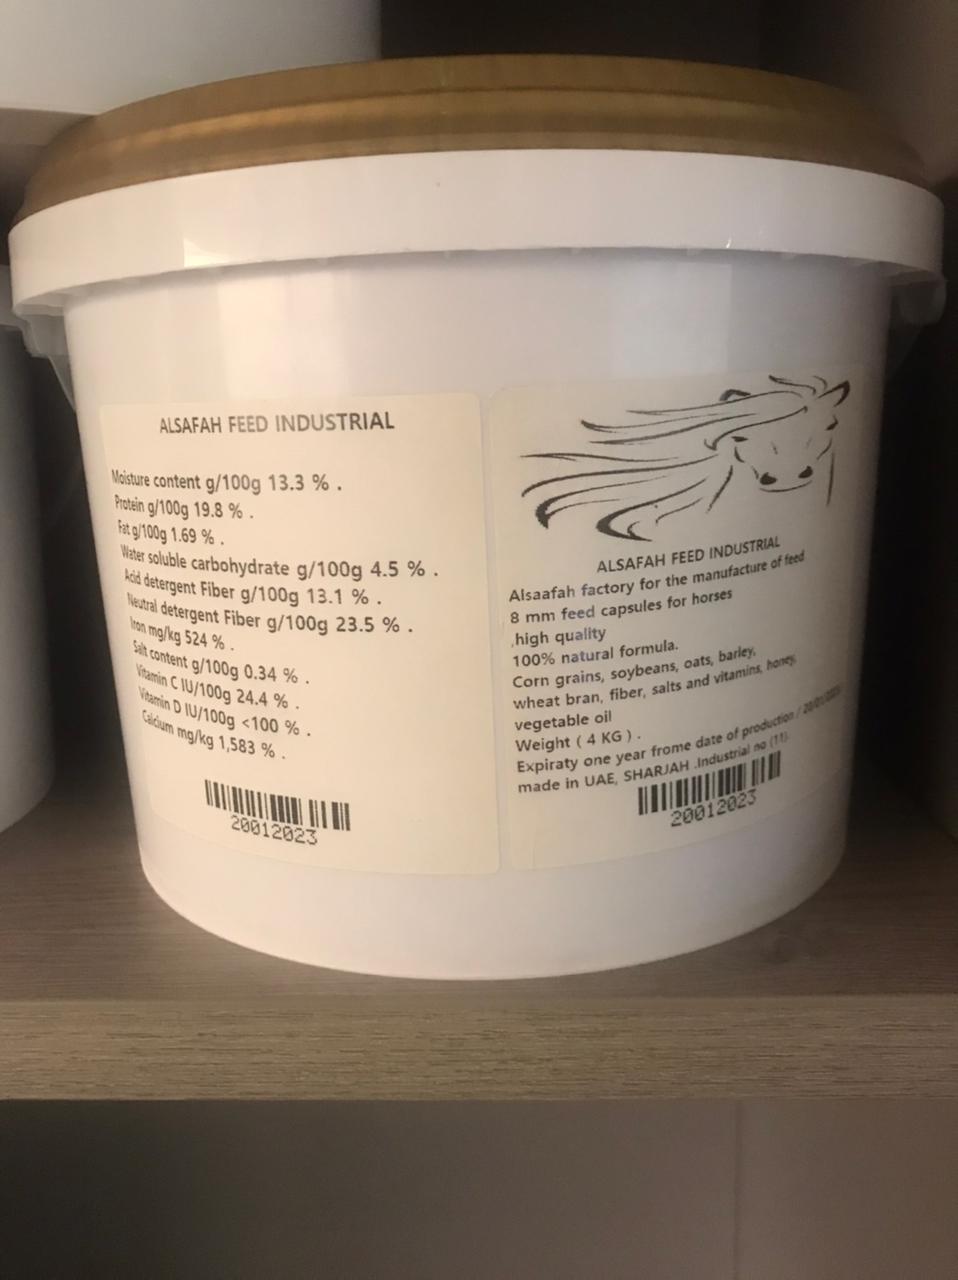 ALSAFAH FEED INDUSTRIAL
Moisture content g/100g 13.3 % .
Protein g/100g 19.8 % .
Fat g/100g 1.69 % .
Water soluble carbohydrate g/100g 4.5 % .
Acid detergent Fiber g/100g 13.1 % .
Neutral detergent Fiber g/100g 23.5 % .
Iron mg/kg 524 % .
Salt content g/100g 0.34 % .
Vitamin C IU/100g 24.4 % .
Vitamin D IU/100g <100 % .
Calcium mg/kg 1,583 % .
20012023
ALSAFAH FEED INDUSTRIAL
Alsaafah factory for the manufacture of feed
8 mm feed capsules for horses
,high quality
100% natural formula.
Corn grains, soybeans, oats, barley,
wheat bran, fiber, salts and vitamins, honey,
vegetable oil
Weight ( 4 KG ) .
Expiraty one year frome date of production /
made in UAE, SHARJAH .Industrial no (11).
20012023